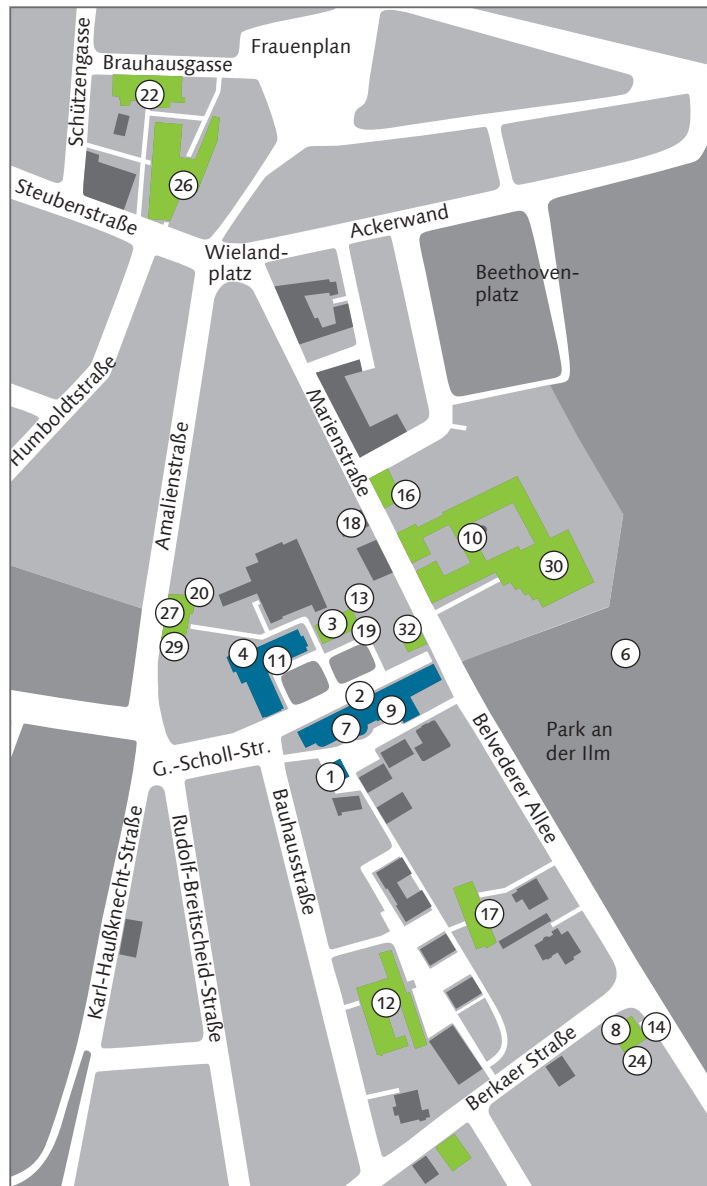 Frauenplan
Brauhausgasse
Schützengasse
22
26
Steubenstraße
Ackerwand
Wieland-
platz
Beethoven-
platz
Humboldtstraße
Amalienstraße
Marienstraße
16
18
10
30
20
13
27
3
19
32
29
4
11
6
2
9
7
Park an
der Ilm
G.-Scholl-Str.
1
Belvederer Allee
Bauhausstraße
Rudolf-Breitscheid-Straße
Karl-Haußknecht-Straße
17
12
8
14
24
Berkaer Straße